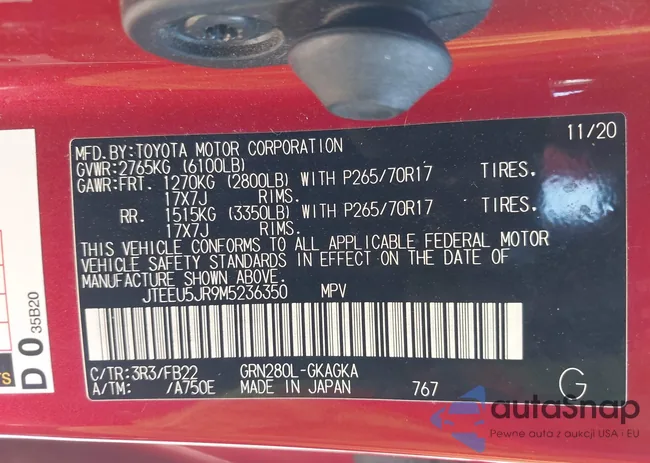 11/20
MFD.BY:TOYOTA MOTOR CORPORATION
GVWR:2765KG (6100LB)
GAWR:FRT. 1270KG (2800LB) WITH P265/70R17 TIRES.
17X7J RIMS.
RR. 1515KG (3350LB) WITH P265/70R17 TIRES.
17X7J RIMS.
THIS VEHICLE CONFORMS TO ALL APPLICABLE FEDERAL MOTOR
VEHICLE SAFETY STANDARDS IN EFFECT ON THE DATE OF
MANUFACTURE SHOWN ABOVE.
JTEEU5JR9M5236350 MPV
C/TR:3R3/FB22 GRN280L-GKAGKA
A/TM: /A750E MADE IN JAPAN 767 G
D 0 35B20
autaSnap
Pewne auta z aukcji USA i EU